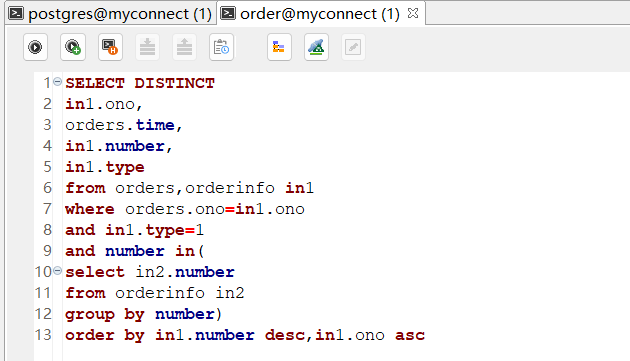 postgres@myconnect (1) order@myconnect (1)
1 SELECT DISTINCT
2 in1.ono,
3 orders.time,
4 in1.number,
5 in1.type
6 from orders,orderinfo in1
7 where orders.ono=in1.ono
8 and in1.type=1
9 and number in(
10 select in2.number
11 from orderinfo in2
12 group by number)
13 order by in1.number desc,in1.ono asc